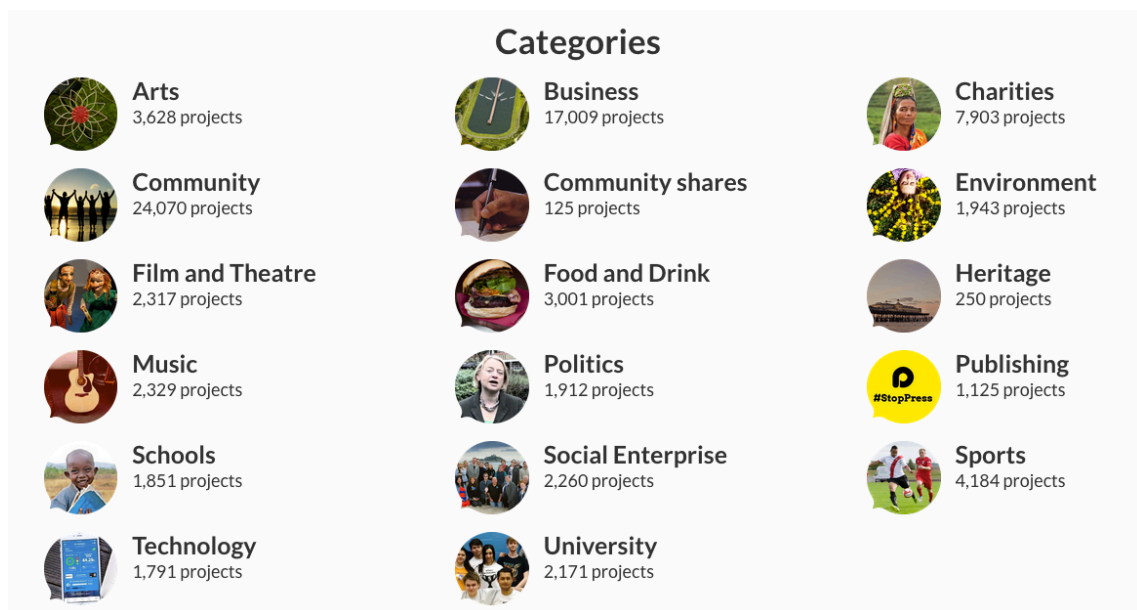 Categories
Arts
3,628 projects
Business
17,009 projects
Charities
7,903 projects
Community
24,070 projects
Community shares
125 projects
Environment
1,943 projects
Film and Theatre
2,317 projects
Food and Drink
3,001 projects
Heritage
250 projects
Music
2,329 projects
Politics
1,912 projects
#StopPress
Publishing
1,125 projects
Schools
1,851 projects
Social Enterprise
2,260 projects
Sports
4,184 projects
Technology
1,791 projects
University
2,171 projects